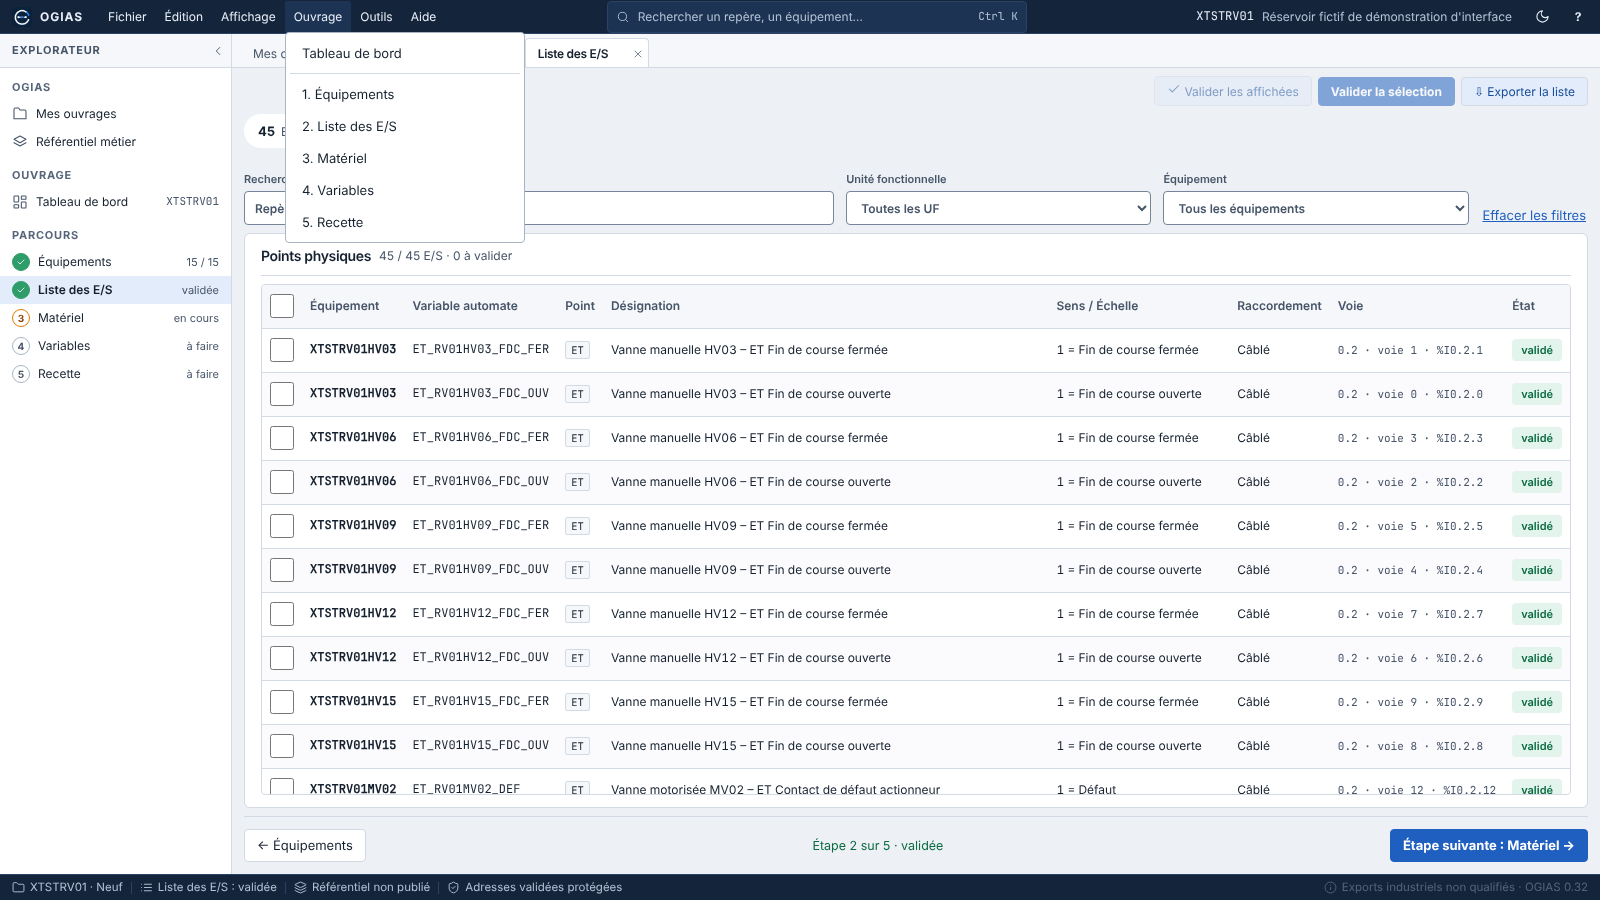 OGIAS Fichier Édition Affichage Ouvrage Outils Aide Rechercher un repère, un équipement... Ctrl K XTSTRV01 Réservoir fictif de démonstration d'interface ?
EXPLORATEUR
Mes Liste des E/S ×
Tableau de bord
1. Équipements
2. Liste des E/S
3. Matériel
4. Variables
5. Recette
OGIAS
Mes ouvrages
Référentiel métier
OUVRAGE
Tableau de bord XTSTRV01
PARCOURS
Équipements 15 / 15
Liste des E/S validée
3 Matériel en cours
4 Variables à faire
5 Recette à faire
Valider les affichées Valider la sélection ⇩ Exporter la liste
45
Unité fonctionnelle Équipement
Toutes les UF Tous les équipements Effacer les filtres
Points physiques 45 / 45 E/S · 0 à valider
Équipement Variable automate Point Désignation Sens / Échelle Raccordement Voie État
XTSTRV01HV03 ET_RV01HV03_FDC_FER ET Vanne manuelle HV03 – ET Fin de course fermée 1 = Fin de course fermée Câblé 0.2 · voie 1 · %I0.2.1 validé
XTSTRV01HV03 ET_RV01HV03_FDC_OUV ET Vanne manuelle HV03 – ET Fin de course ouverte 1 = Fin de course ouverte Câblé 0.2 · voie 0 · %I0.2.0 validé
XTSTRV01HV06 ET_RV01HV06_FDC_FER ET Vanne manuelle HV06 – ET Fin de course fermée 1 = Fin de course fermée Câblé 0.2 · voie 3 · %I0.2.3 validé
XTSTRV01HV06 ET_RV01HV06_FDC_OUV ET Vanne manuelle HV06 – ET Fin de course ouverte 1 = Fin de course ouverte Câblé 0.2 · voie 2 · %I0.2.2 validé
XTSTRV01HV09 ET_RV01HV09_FDC_FER ET Vanne manuelle HV09 – ET Fin de course fermée 1 = Fin de course fermée Câblé 0.2 · voie 5 · %I0.2.5 validé
XTSTRV01HV09 ET_RV01HV09_FDC_OUV ET Vanne manuelle HV09 – ET Fin de course ouverte 1 = Fin de course ouverte Câblé 0.2 · voie 4 · %I0.2.4 validé
XTSTRV01HV12 ET_RV01HV12_FDC_FER ET Vanne manuelle HV12 – ET Fin de course fermée 1 = Fin de course fermée Câblé 0.2 · voie 7 · %I0.2.7 validé
XTSTRV01HV12 ET_RV01HV12_FDC_OUV ET Vanne manuelle HV12 – ET Fin de course ouverte 1 = Fin de course ouverte Câblé 0.2 · voie 6 · %I0.2.6 validé
XTSTRV01HV15 ET_RV01HV15_FDC_FER ET Vanne manuelle HV15 – ET Fin de course fermée 1 = Fin de course fermée Câblé 0.2 · voie 9 · %I0.2.9 validé
XTSTRV01HV15 ET_RV01HV15_FDC_OUV ET Vanne manuelle HV15 – ET Fin de course ouverte 1 = Fin de course ouverte Câblé 0.2 · voie 8 · %I0.2.8 validé
XTSTRV01MV02 ET_RV01MV02_DEF ET Vanne motorisée MV02 – ET Contact de défaut actionneur 1 = Défaut Câblé 0.2 · voie 12 · %I0.2.12 validé
← Équipements Étape 2 sur 5 · validée Étape suivante : Matériel →
XTSTRV01 · Neuf Liste des E/S : validée Référentiel non publié Adresses validées protégées Exports industriels non qualifiés · OGIAS 0.32